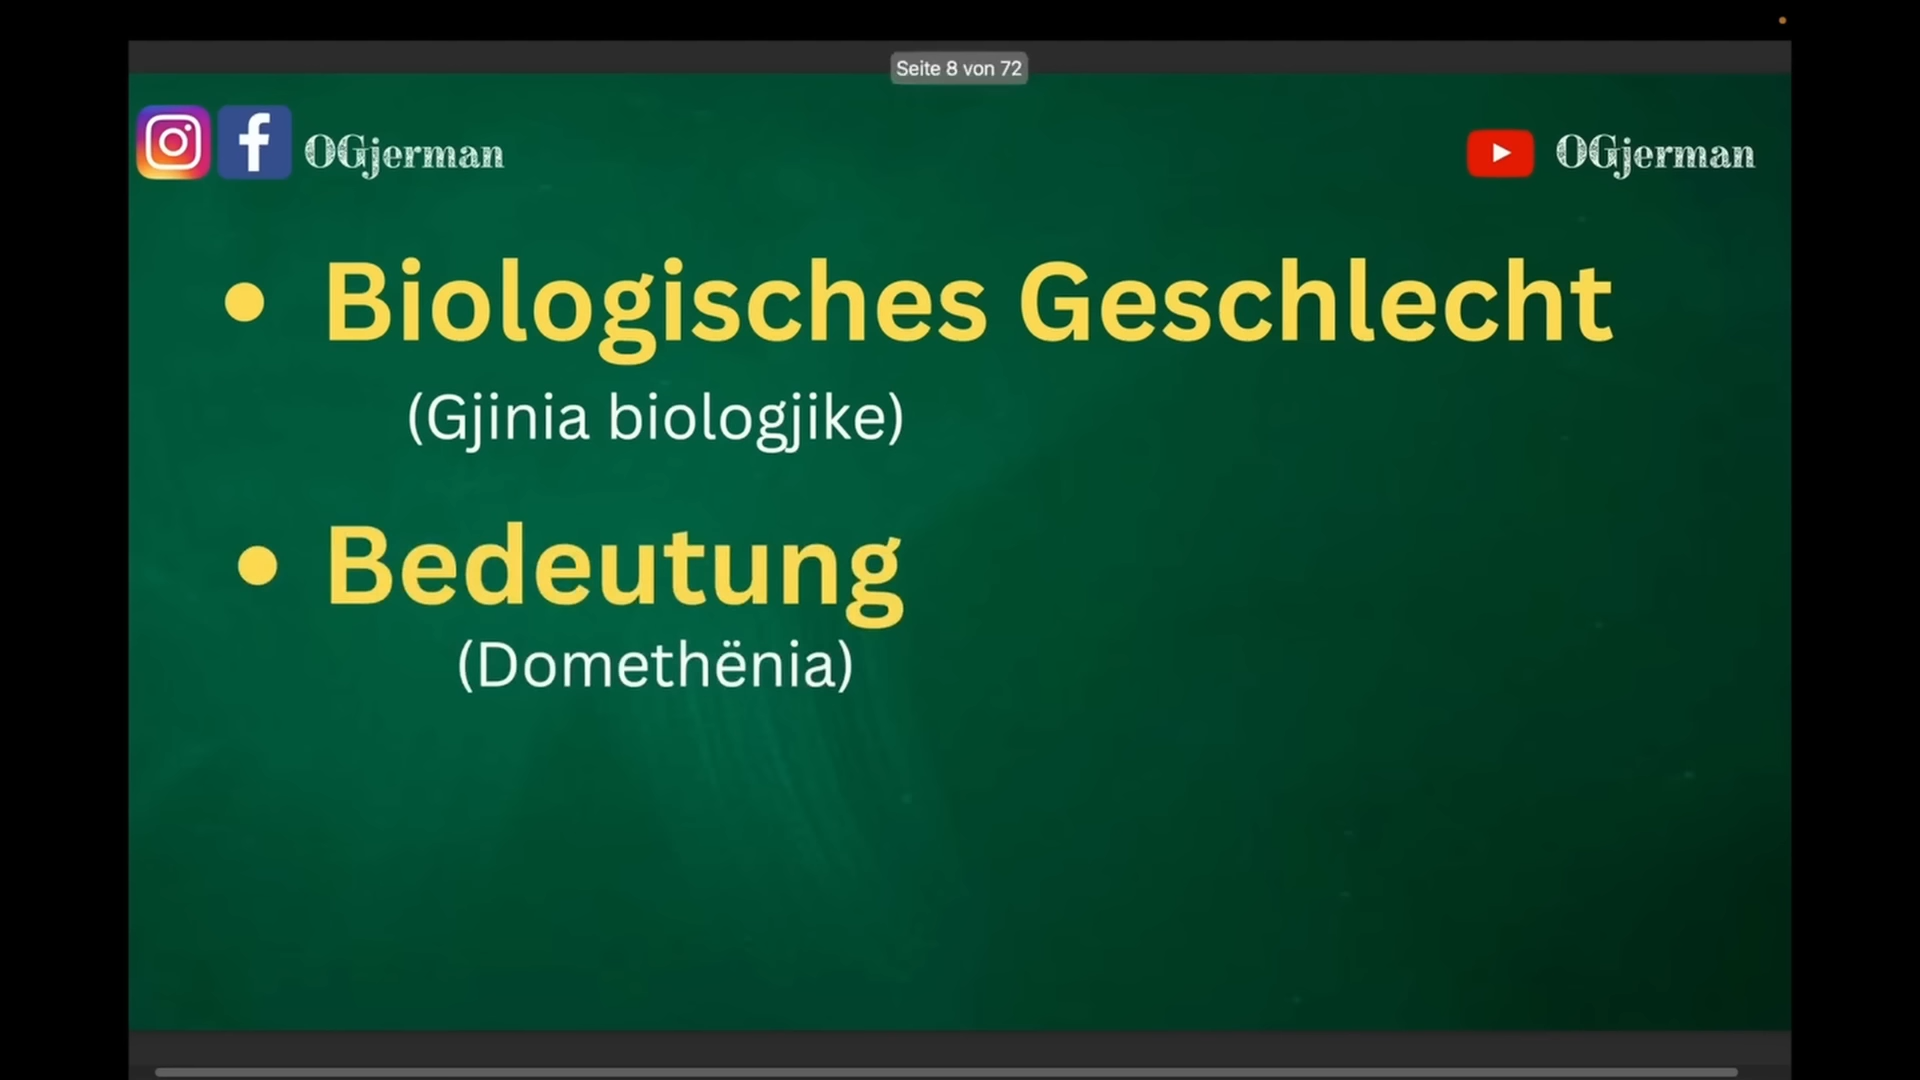 Seite 8 von 72
OGjerman
OGjerman
• Biologisches Geschlecht
(Gjinia biologjike)
• Bedeutung
(Domethënia)